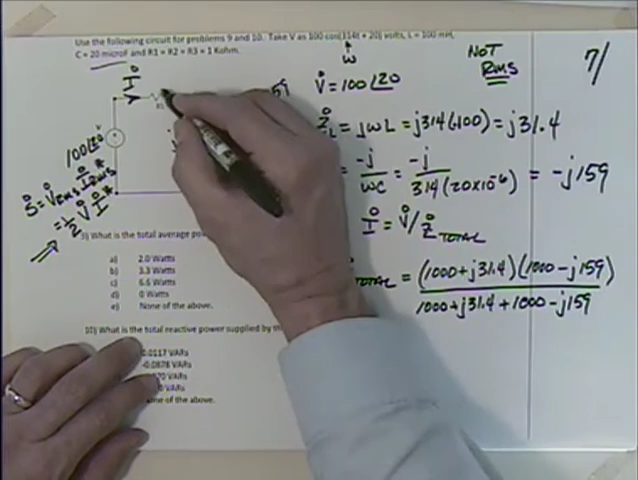 Use the following circuit for problems 9 and 10. Take V as 100 cos(314t + 20) volts, L = 100 mH,
C = 20 microf and R1 = R2 = R3 = 1 Kohm.
ω
NOT
RMS
7/
V = 100∠20
I
V
R1
159
100∠20
Z_L = jωL = j314(.100) = j31.4
-j/ωC = -j/314(20x10⁻⁶) = -j159
S = V_RMS I*_RMS
= 1/2 V I*
I = V/Z_TOTAL
TOTAL = (1000+j31.4)(1000-j159)/1000+j31.4+1000-j159
9) What is the total average po
a) 2.0 Watts
b) 3.3 Watts
c) 6.6 Watts
d) 0 Watts
e) None of the above.
10) What is the total reactive power supplied by th
0.0117 VARs
-0.0878 VARs
VARs
VARs
of the above.